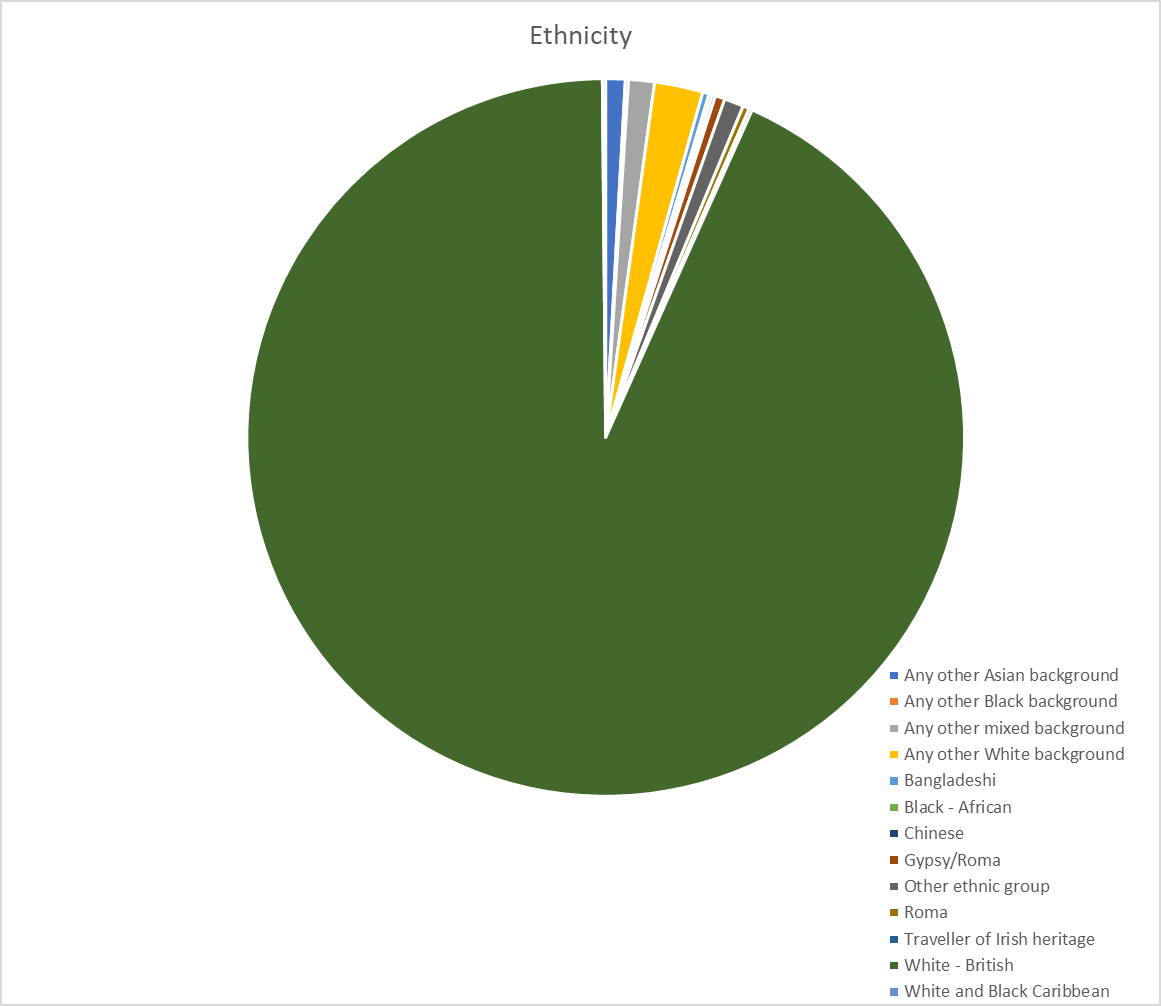 Ethnicity
Any other Asian background
Any other Black background
Any other mixed background
Any other White background
Bangladeshi
Black - African
Chinese
Gypsy/Roma
Other ethnic group
Roma
Traveller of Irish heritage
White - British
White and Black Caribbean